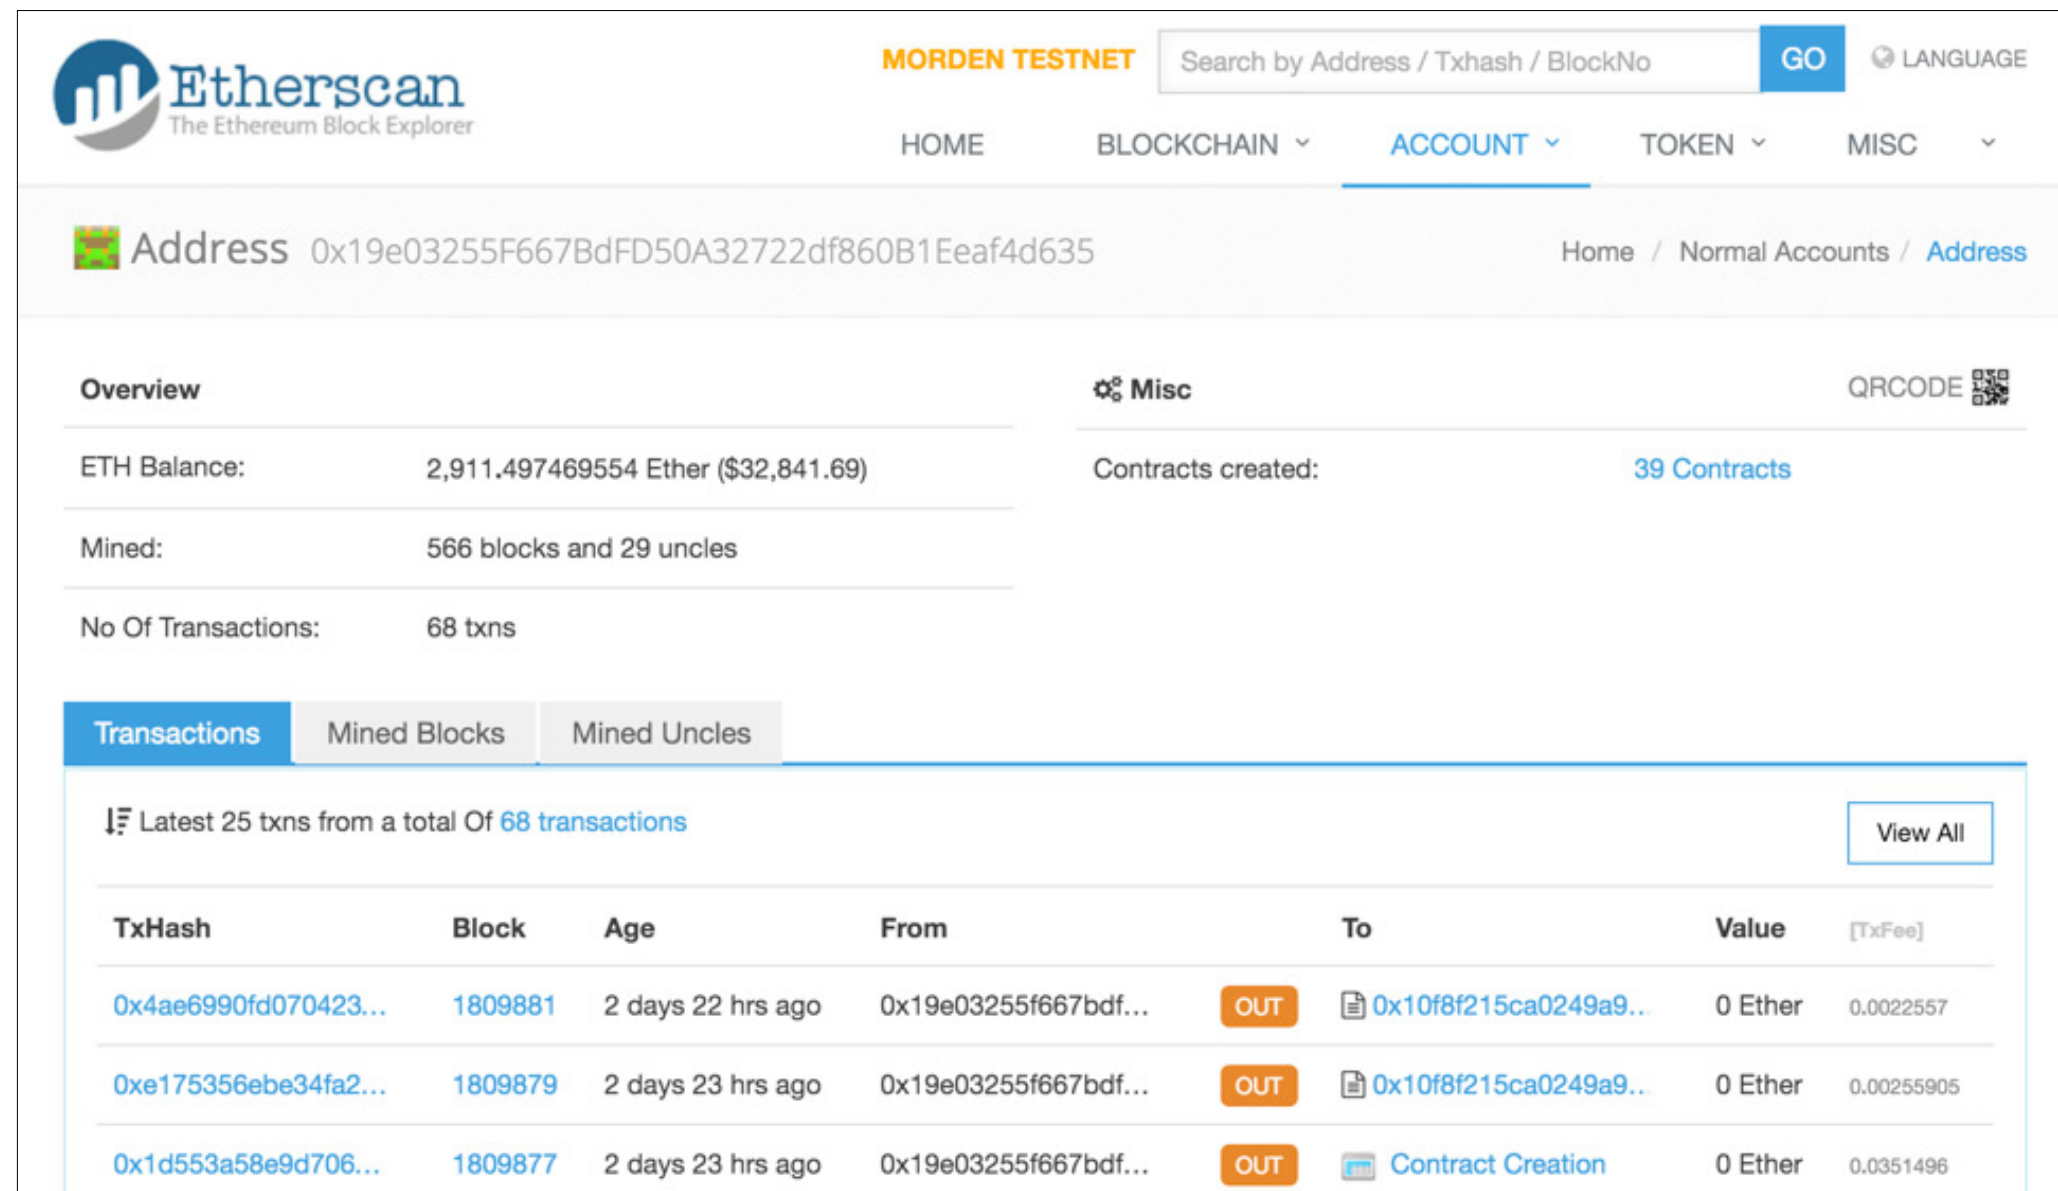 Etherscan
The Ethereum Block Explorer
MORDEN TESTNET Search by Address / Txhash / BlockNo GO LANGUAGE
HOME BLOCKCHAIN ACCOUNT TOKEN MISC
Address 0x19e03255F667BdFD50A32722df860B1Eeaf4d635 Home / Normal Accounts / Address
Overview Misc QRCODE
ETH Balance: 2,911.497469554 Ether ($32,841.69) Contracts created: 39 Contracts
Mined: 566 blocks and 29 uncles
No Of Transactions: 68 txns
Transactions Mined Blocks Mined Uncles
Latest 25 txns from a total Of 68 transactions View All
TxHash Block Age From To Value [TxFee]
0x4ae6990fd070423... 1809881 2 days 22 hrs ago 0x19e03255f667bdf... OUT 0x10f8f215ca0249a9... 0 Ether 0.0022557
0xe175356ebe34fa2... 1809879 2 days 23 hrs ago 0x19e03255f667bdf... OUT 0x10f8f215ca0249a9... 0 Ether 0.00255905
0x1d553a58e9d706... 1809877 2 days 23 hrs ago 0x19e03255f667bdf... OUT Contract Creation 0 Ether 0.0351496